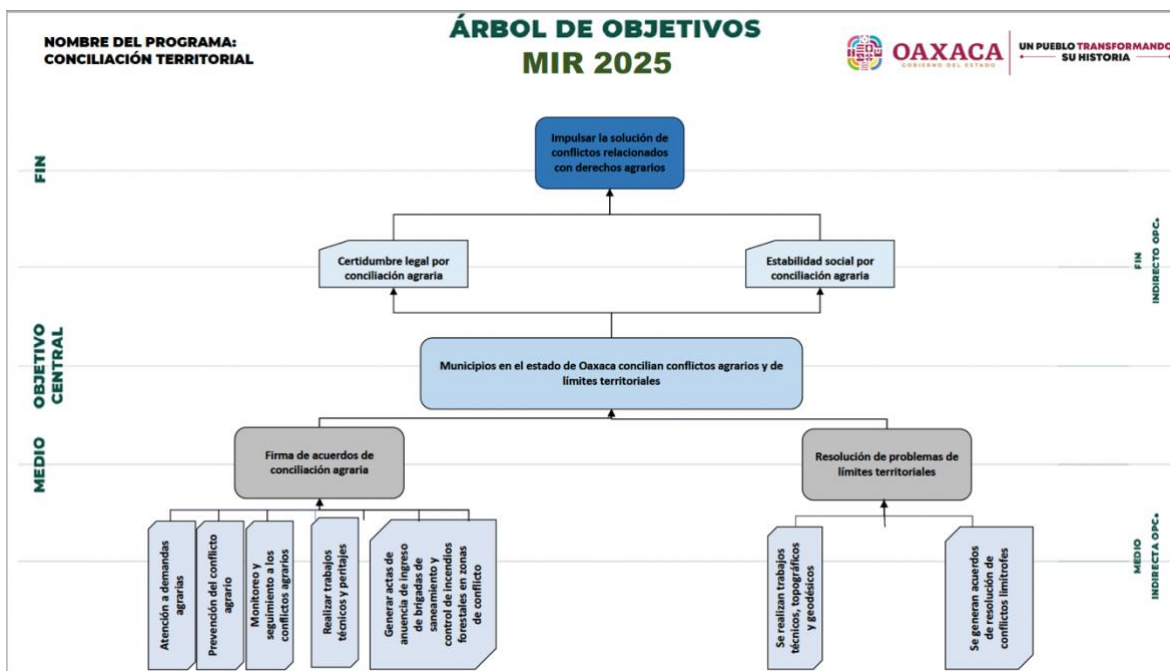 NOMBRE DEL PROGRAMA:
CONCILIACIÓN TERRITORIAL
ÁRBOL DE OBJETIVOS
MIR 2025
OAXACA
GOBIERNO DEL ESTADO
UN PUEBLO TRANSFORMANDO
SU HISTORIA
FIN
Impulsar la solución de
conflictos relacionados
con derechos agrarios
FIN
INDIRECTO OPC.
Certidumbre legal por
conciliación agraria
Estabilidad social por
conciliación agraria
OBJETIVO
CENTRAL
Municipios en el estado de Oaxaca concilian conflictos agrarios y de
límites territoriales
MEDIO
Firma de acuerdos de
conciliación agraria
Resolución de problemas de
límites territoriales
MEDIO
INDIRECTA OPC.
Atención a demandas
agrarias
Prevención del conflicto
agrario
Monitoreo y
seguimiento a los
conflictos agrarios
Realizar trabajos
técnicos y peritajes
Generar actas de
anuencia de ingreso
de brigadas de
saneamiento y
control de incendios
forestales en zonas
de conflicto
Se realizan trabajos
técnicos, topográficos
y geodésicos
Se generan acuerdos
de resolución de
conflictos limítrofes